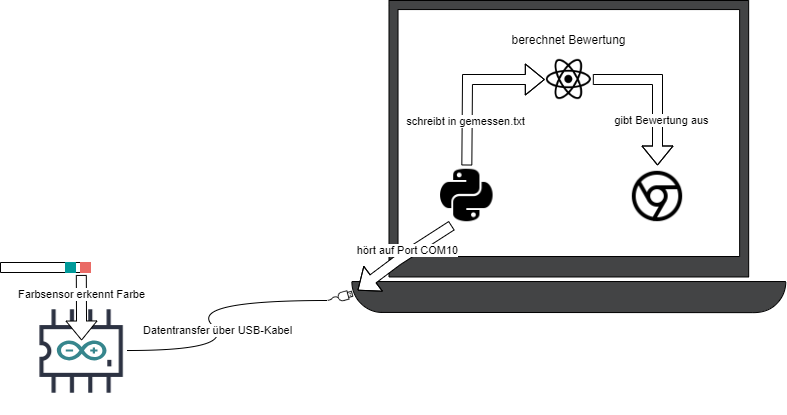 berechnet Bewertung
schreibt in gemessen.txt
gibt Bewertung aus
hört auf Port COM10
Farbsensor erkennt Farbe
Datentransfer über USB-Kabel